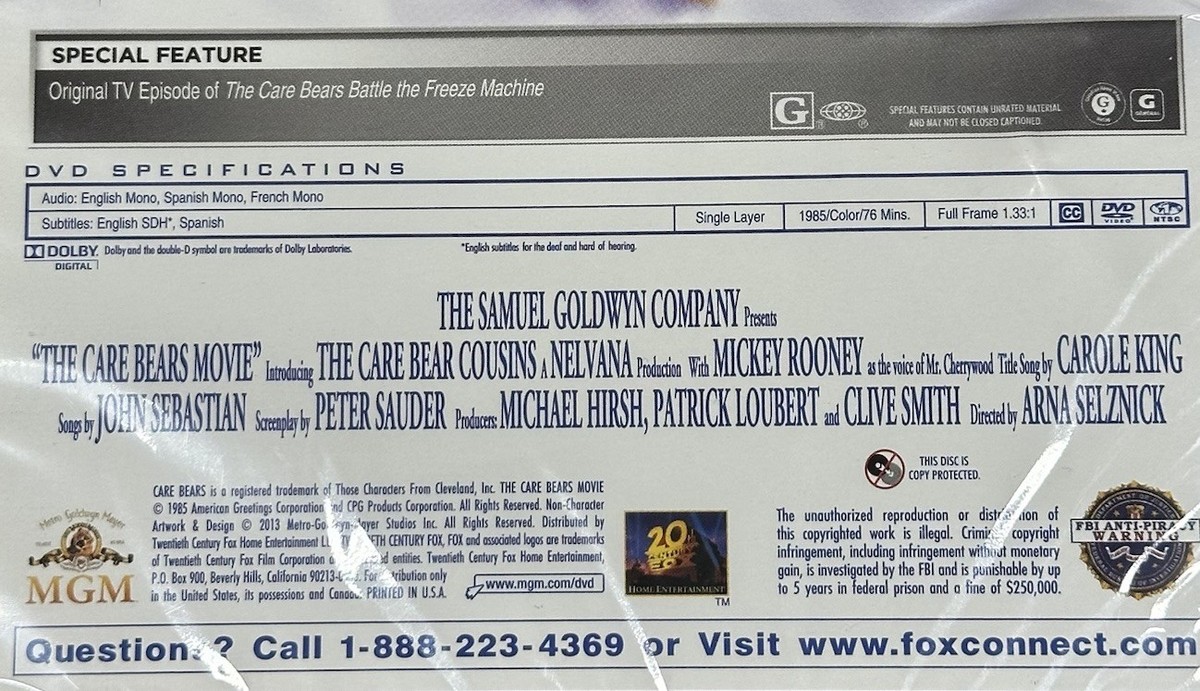 SPECIAL FEATURE
Original TV Episode of The Care Bears Battle the Freeze Machine
G
SPECIAL FEATURES CONTAIN UNRATED MATERIAL
AND MAY NOT BE CLOSED CAPTIONED.
G
G
DVD SPECIFICATIONS
Audio: English Mono, Spanish Mono, French Mono
Subtitles: English SDH*, Spanish
Single Layer
1985/Color/76 Mins.
Full Frame 1.33:1
CC
DVD
VIDEO
NTSC
DOLBY
DIGITAL
Dolby and the double-D symbol are trademarks of Dolby Laboratories.
*English subtitles for the deaf and hard of hearing.
THE SAMUEL GOLDWYN COMPANY Presents
“THE CARE BEARS MOVIE” Introducing THE CARE BEAR COUSINS A NELVANA Production With MICKEY ROONEY as the voice of Mr. Cherrywood Title Song by CAROLE KING
Songs by JOHN SEBASTIAN Screenplay by PETER SAUDER Producers: MICHAEL HIRSH, PATRICK LOUBERT and CLIVE SMITH Directed by ARNA SELZNICK
THIS DISC IS
COPY PROTECTED.
Metro Goldwyn Mayer
MGM
CARE BEARS is a registered trademark of Those Characters From Cleveland, Inc. THE CARE BEARS MOVIE
© 1985 American Greetings Corporation and CPG Products Corporation. All Rights Reserved. Non-Character
Artwork & Design © 2013 Metro-Goldwyn-Mayer Studios Inc. All Rights Reserved. Distributed by
Twentieth Century Fox Home Entertainment CENTURY FOX, FOX and associated logos are trademarks
of Twentieth Century Fox Film Corporation entities. Twentieth Century Fox Home Entertainment,
P.O. Box 900, Beverly Hills, California For distribution only
in the United States, its possessions and Canada. PRINTED IN U.S.A.
www.mgm.com/dvd
20th
CENTURY
FOX
HOME ENTERTAINMENT
TM
The unauthorized reproduction or distribution of
this copyrighted work is illegal. Criminal copyright
infringement, including infringement without monetary
gain, is investigated by the FBI and is punishable by up
to 5 years in federal prison and a fine of $250,000.
FBI ANTI-PIRACY
WARNING
Questions? Call 1-888-223-4369 or Visit www.foxconnect.com